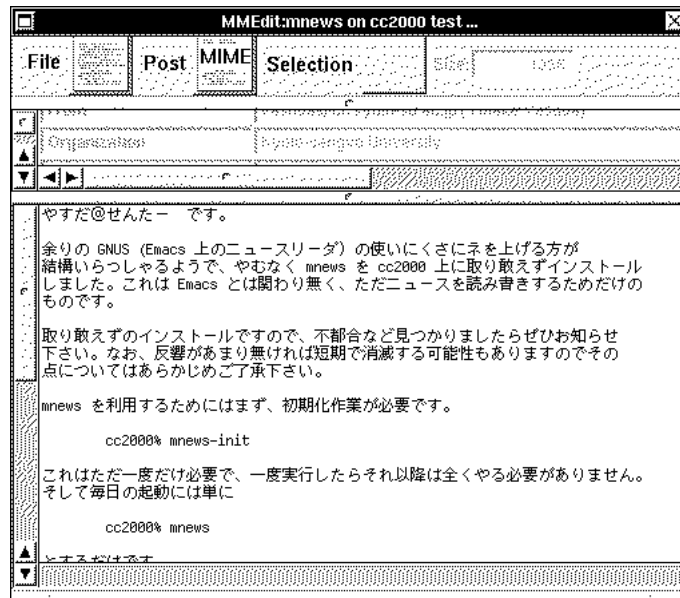 MMEdit:mnews on cc2000 test ...
File Post MIME Selection
Organization Kyoto-sangyo University
やすだ@せんたー です。
余りの GNUS (Emacs 上のニュースリーダ) の使いにくさにネを上げる方が
結構いらつしゃるようで、やむなく mnews を cc2000 上に取り敢えずインストール
しました。これは Emacs とは関わり無く、ただニュースを読み書きするためだけの
ものです。
取り敢えずのインストールですので、不都合など見つかりましたらぜひお知らせ
下さい。なお、反響があまり無ければ短期で消滅する可能性もありますのでその
点についてはあらかじめご了承下さい。
mnews を利用するためにはまず、初期化作業が必要です。
cc2000% mnews-init
これはただ一度だけ必要で、一度実行したらそれ以降は全くやる必要がありません。
そして毎日の起動には単に
cc2000% mnews
とするだけです